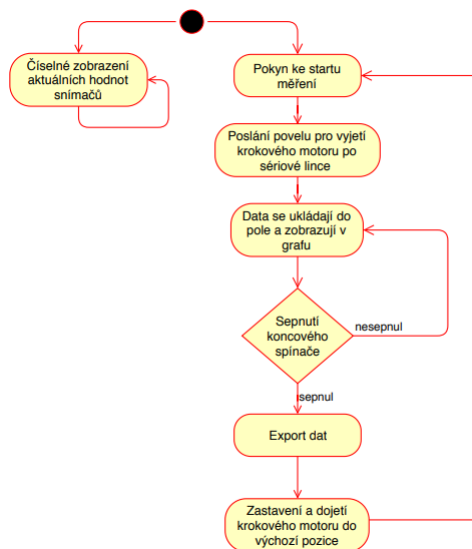 Číselné zobrazení
aktuálních hodnot
snímačů
Pokyn ke startu
měření
Poslání povelu pro vyjetí
krokového motoru po
sériové lince
Data se ukládají do
pole a zobrazují v
grafu
Sepnutí
koncového
spínače
nesepnul
sepnul
Export dat
Zastavení a dojetí
krokového motoru do
výchozí pozice